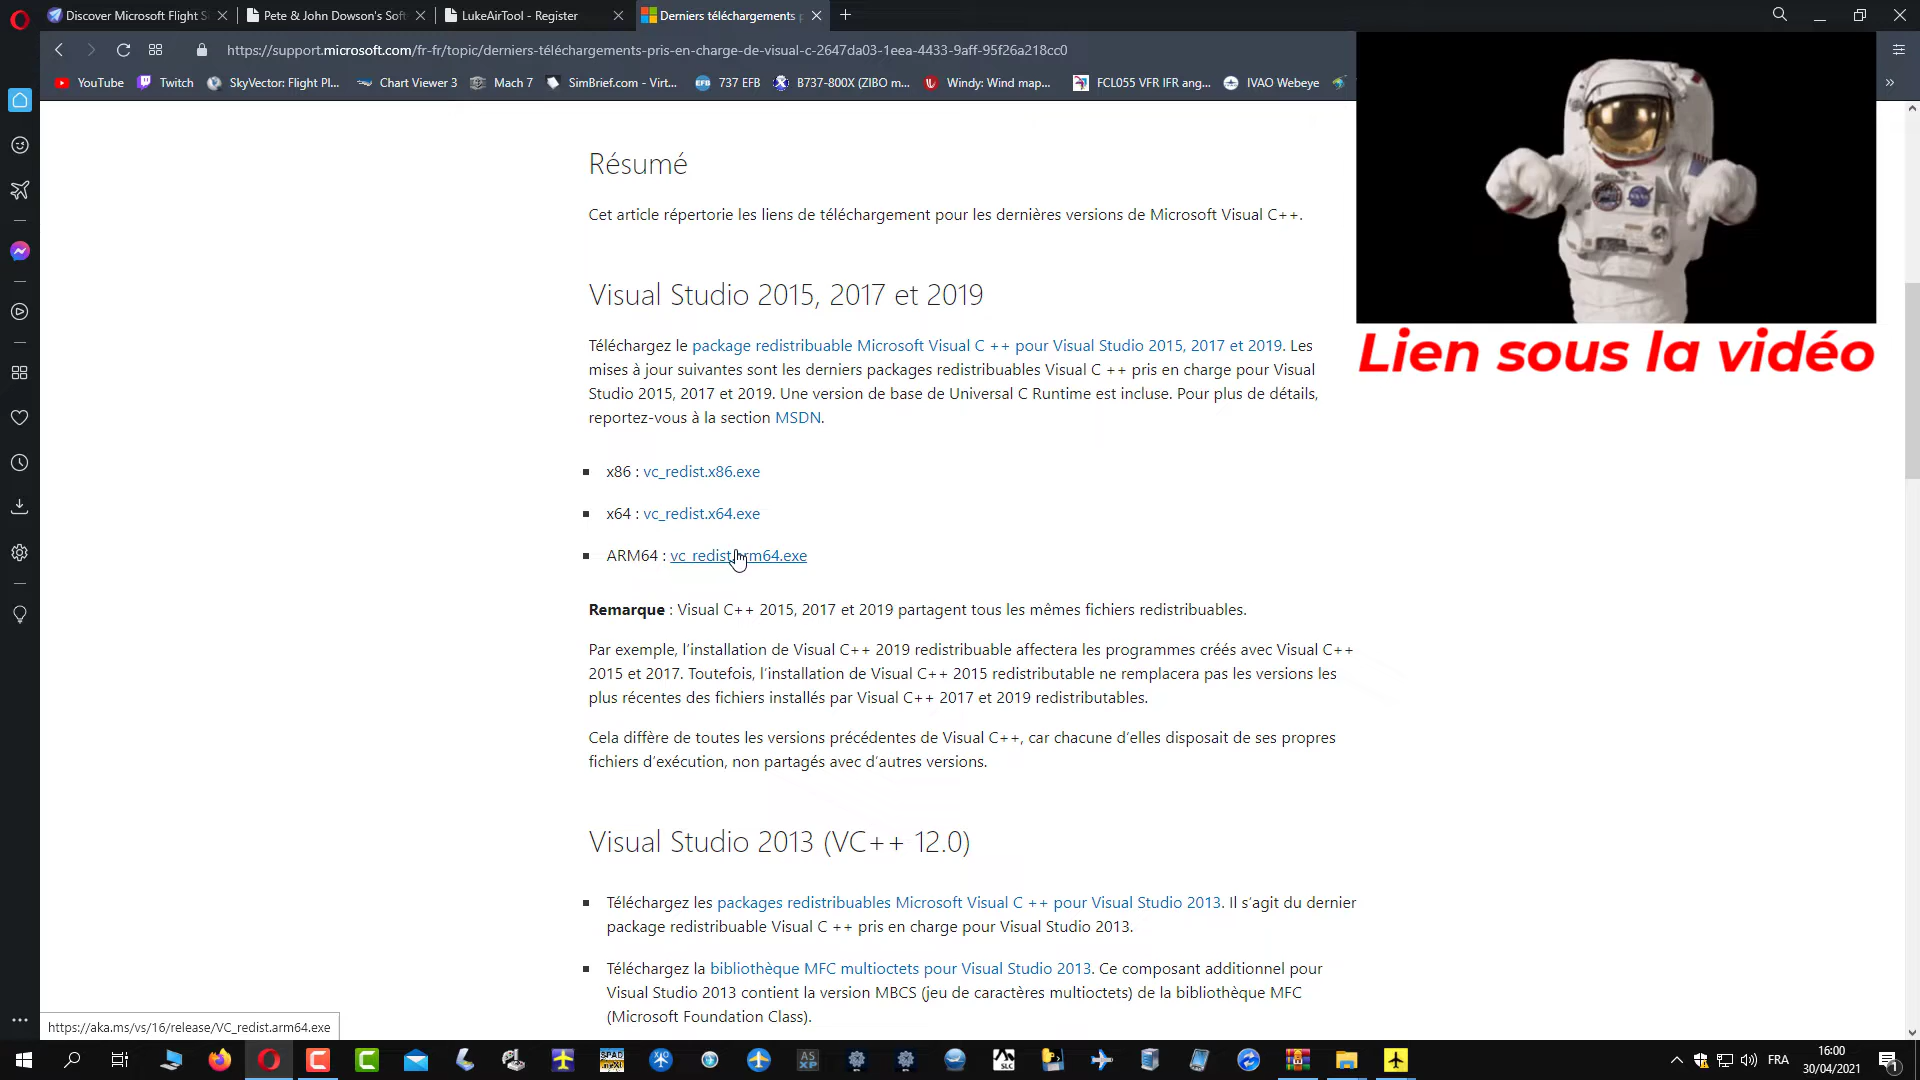 Discover Microsoft Flight S
Pete & John Dowson's Soft
LukeAirTool - Register
Derniers téléchargements p
https://support.microsoft.com/fr-fr/topic/derniers-téléchargements-pris-en-charge-de-visual-c-2647da03-1eea-4433-9aff-95f26a218cc0
YouTube
Twitch
SkyVector: Flight Pl...
Chart Viewer 3
Mach 7
SimBrief.com - Virt...
737 EFB
B737-800X (ZIBO m...
Windy: Wind map...
FCL055 VFR IFR ang...
IVAO Webeye
»
Lien sous la vidéo
Résumé
Cet article répertorie les liens de téléchargement pour les dernières versions de Microsoft Visual C++.
Visual Studio 2015, 2017 et 2019
Téléchargez le package redistribuable Microsoft Visual C ++ pour Visual Studio 2015, 2017 et 2019. Les
mises à jour suivantes sont les derniers packages redistribuables Visual C ++ pris en charge pour Visual
Studio 2015, 2017 et 2019. Une version de base de Universal C Runtime est incluse. Pour plus de détails,
reportez-vous à la section MSDN.
x86 : vc_redist.x86.exe
x64 : vc_redist.x64.exe
ARM64 : vc_redist.arm64.exe
Remarque : Visual C++ 2015, 2017 et 2019 partagent tous les mêmes fichiers redistribuables.
Par exemple, l'installation de Visual C++ 2019 redistribuable affectera les programmes créés avec Visual C++
2015 et 2017. Toutefois, l'installation de Visual C++ 2015 redistributable ne remplacera pas les versions les
plus récentes des fichiers installés par Visual C++ 2017 et 2019 redistributables.
Cela diffère de toutes les versions précédentes de Visual C++, car chacune d'elles disposait de ses propres
fichiers d'exécution, non partagés avec d'autres versions.
Visual Studio 2013 (VC++ 12.0)
Téléchargez les packages redistribuables Microsoft Visual C ++ pour Visual Studio 2013. Il s'agit du dernier
package redistribuable Visual C ++ pris en charge pour Visual Studio 2013.
Téléchargez la bibliothèque MFC multioctets pour Visual Studio 2013. Ce composant additionnel pour
Visual Studio 2013 contient la version MBCS (jeu de caractères multioctets) de la bibliothèque MFC
(Microsoft Foundation Class).
https://aka.ms/vs/16/release/VC_redist.arm64.exe
FRA
16:00
30/04/2021